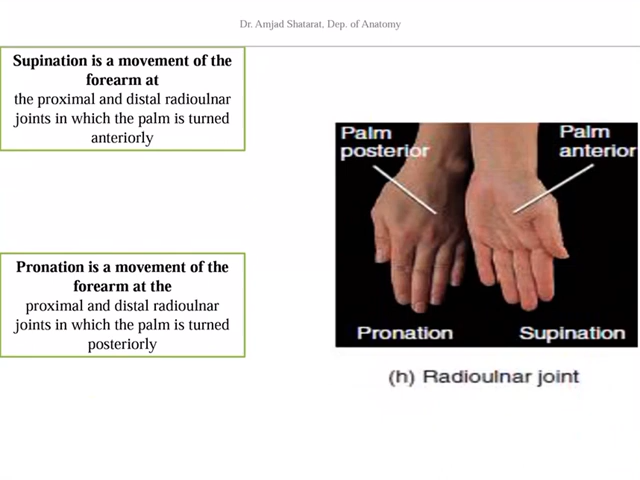 Dr. Amjad Shatarat, Dep. of Anatomy
Supination is a movement of the
forearm at
the proximal and distal radioulnar
joints in which the palm is turned
anteriorly
Palm
posterior
Palm
anterior
Pronation is a movement of the
forearm at the
proximal and distal radioulnar
joints in which the palm is turned
posteriorly
Pronation
Supination
(h) Radioulnar joint